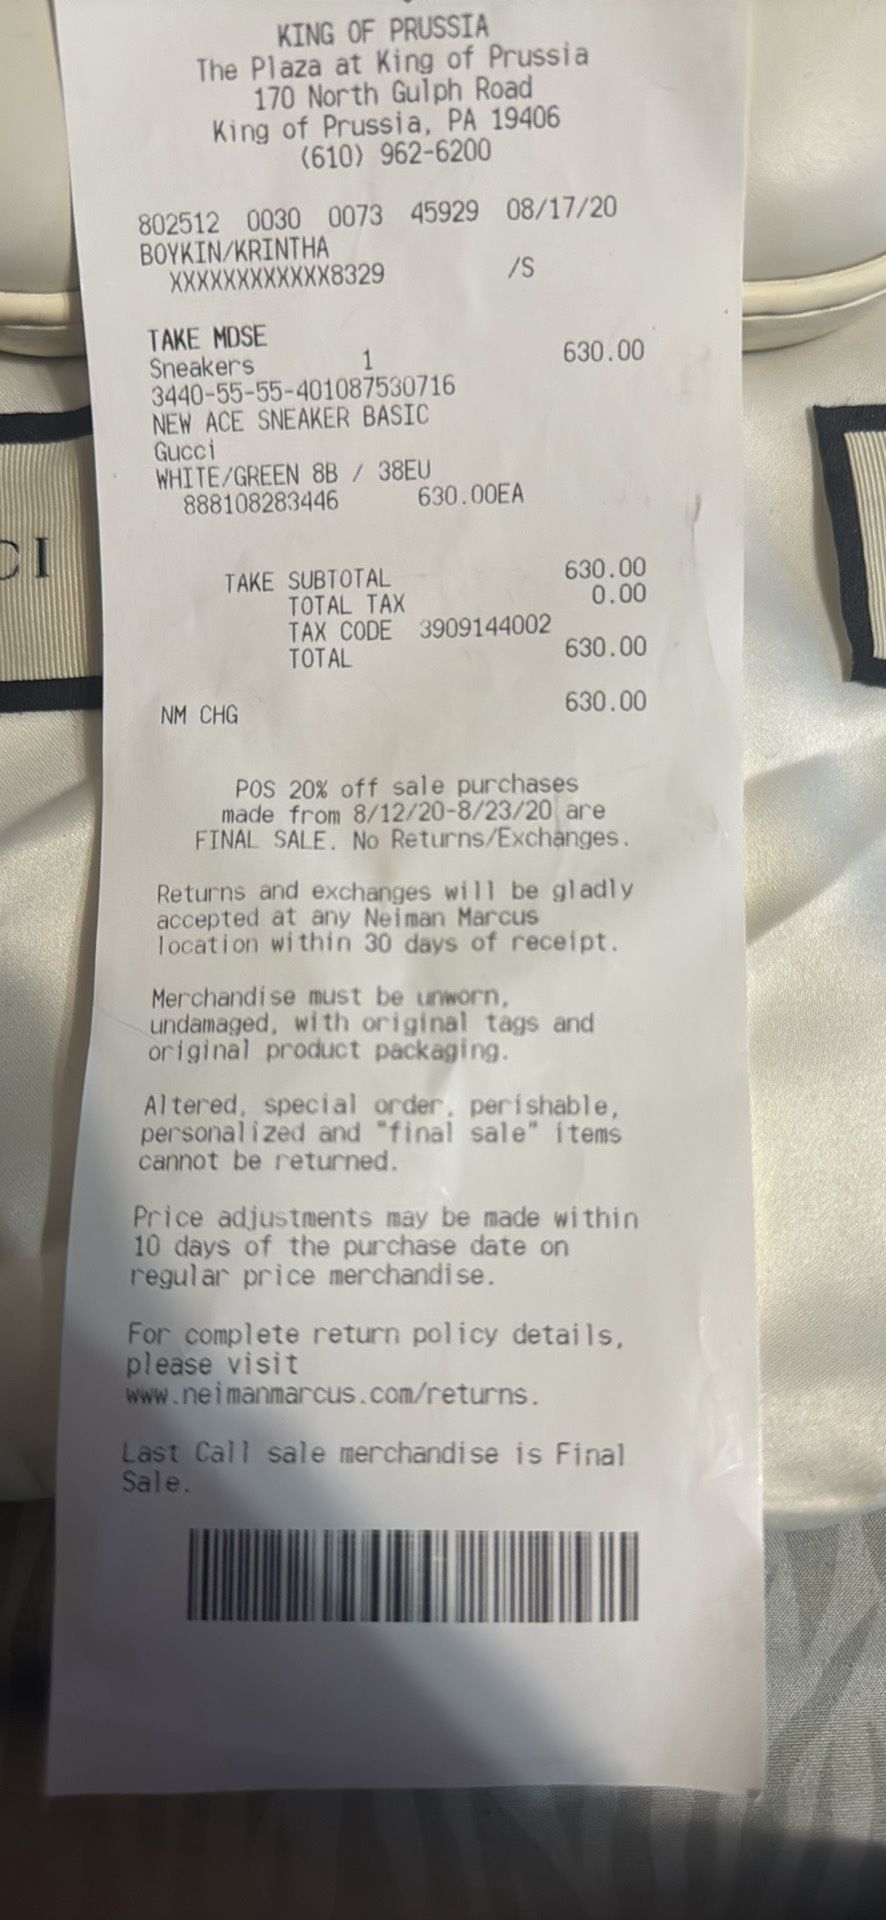 KING OF PRUSSIA
The Plaza at King of Prussia
170 North Gulph Road
King of Prussia, PA 19406
(610) 962-6200
802512 0030 0073 45929 08/17/20
BOYKIN/KRINTHA
XXXXXXXXXXXX8329 /S
TAKE MDSE
Sneakers 1 630.00
3440-55-55-401087530716
NEW ACE SNEAKER BASIC
Gucci
WHITE/GREEN 8B / 38EU
888108283446 630.00EA
TAKE SUBTOTAL 630.00
TOTAL TAX 0.00
TAX CODE 3909144002
TOTAL 630.00
NM CHG 630.00
POS 20% off sale purchases
made from 8/12/20-8/23/20 are
FINAL SALE. No Returns/Exchanges.
Returns and exchanges will be gladly
accepted at any Neiman Marcus
location within 30 days of receipt.
Merchandise must be unworn,
undamaged, with original tags and
original product packaging.
Altered, special order, perishable,
personalized and "final sale" items
cannot be returned.
Price adjustments may be made within
10 days of the purchase date on
regular price merchandise.
For complete return policy details,
please visit
www.neimanmarcus.com/returns.
Last Call sale merchandise is Final
Sale.
CI